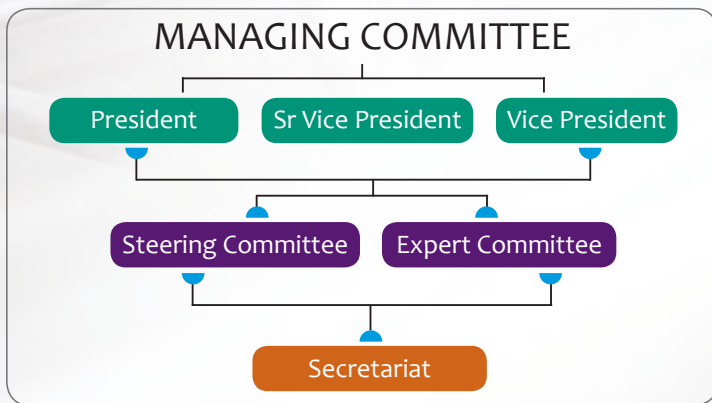 MANAGING COMMITTEE
President
Sr Vice President
Vice President
Steering Committee
Expert Committee
Secretariat